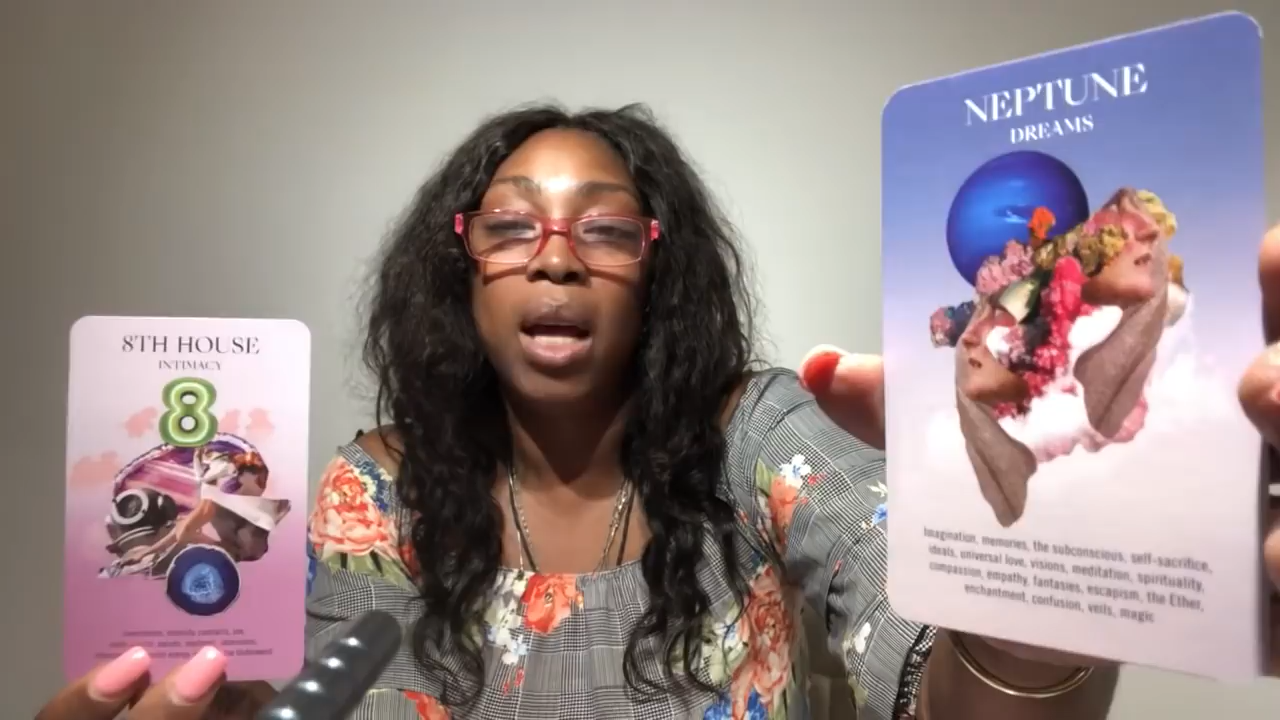 8TH HOUSE
INTIMACY
8
NEPTUNE
DREAMS
Imagination, memories, the subconscious, self-sacrifice,
ideals, universal love, visions, meditation, spirituality,
compassion, empathy, fantasies, escapism, the Ether,
enchantment, confusion, veils, magic